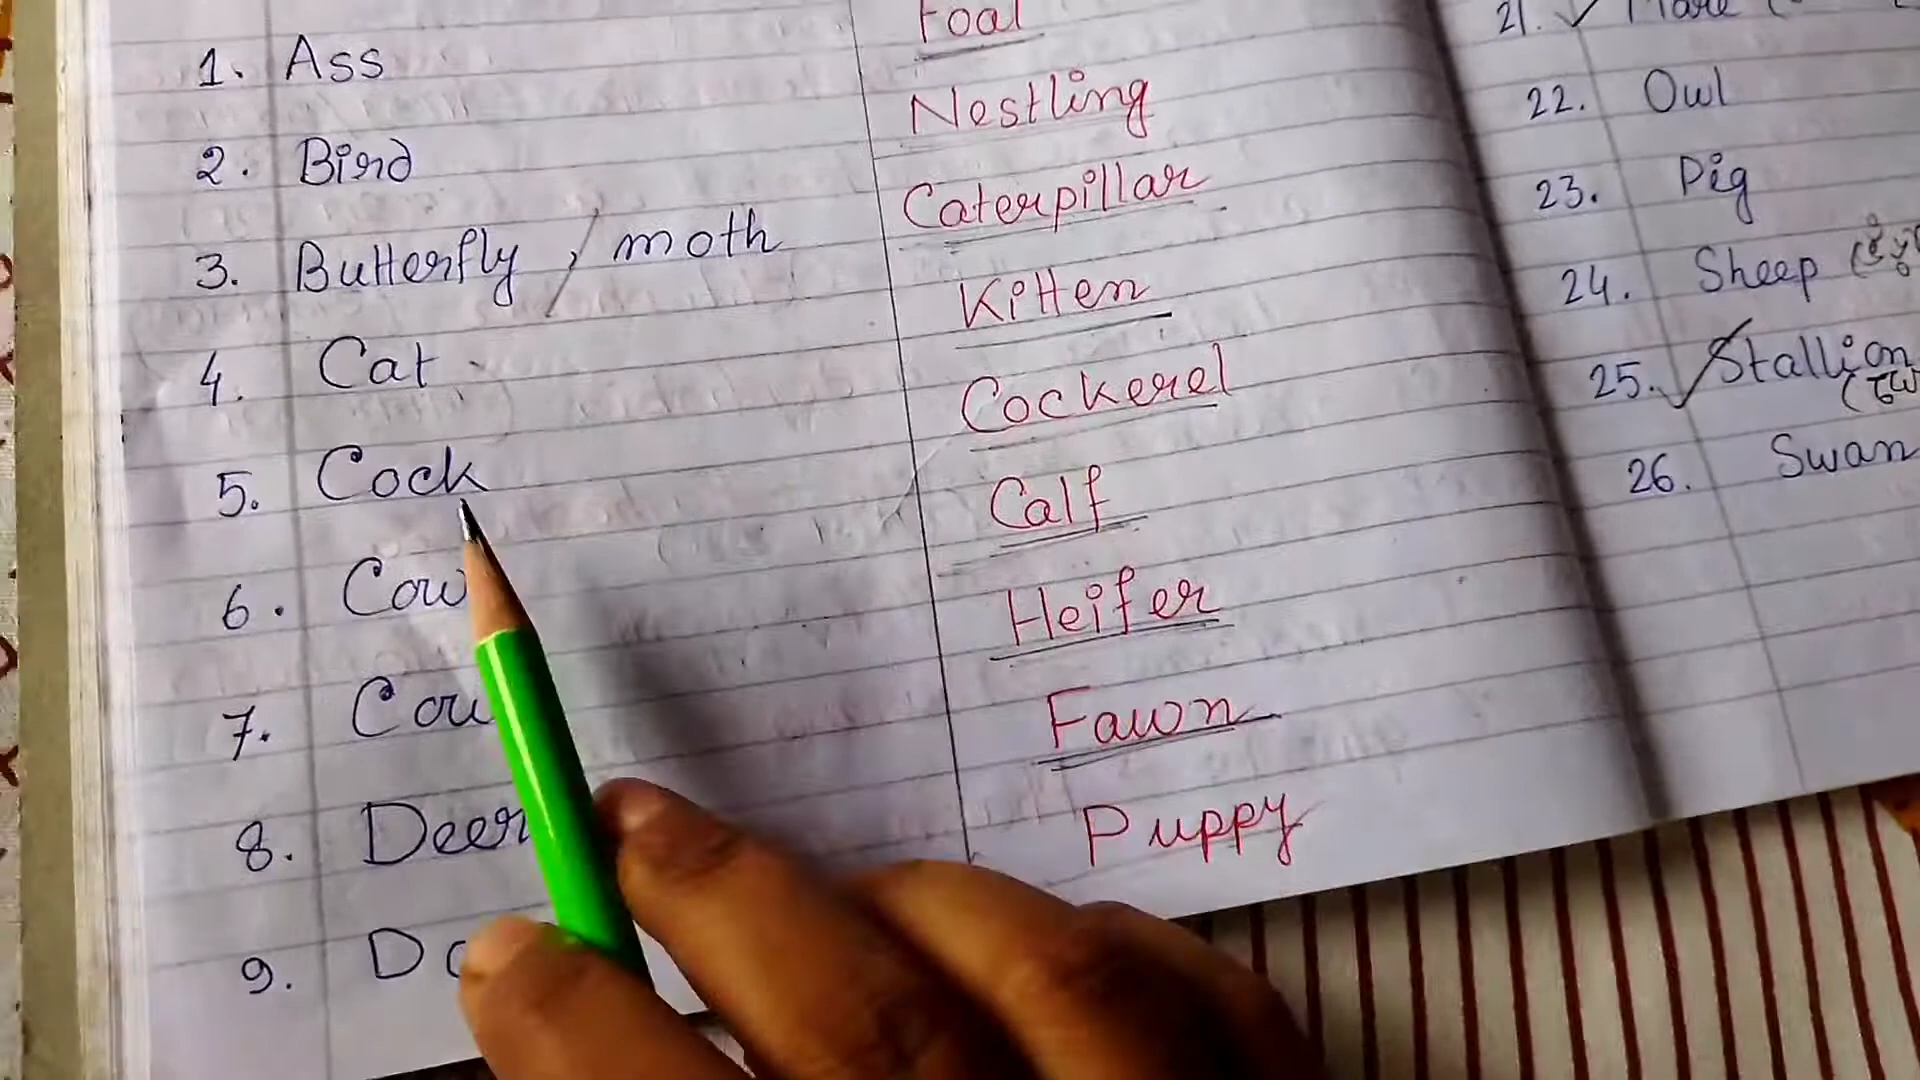 1. Ass Foal
2. Bird Nestling
3. Butterfly / moth Caterpillar
4. Cat Kitten
5. Cock Cockerel
6. Cow Calf
7. Heifer
8. Deer Fawn
9. Puppy
21. ✓ Mare
22. Owl
23. Pig
24. Sheep
25. ✓ Stallion
26. Swan